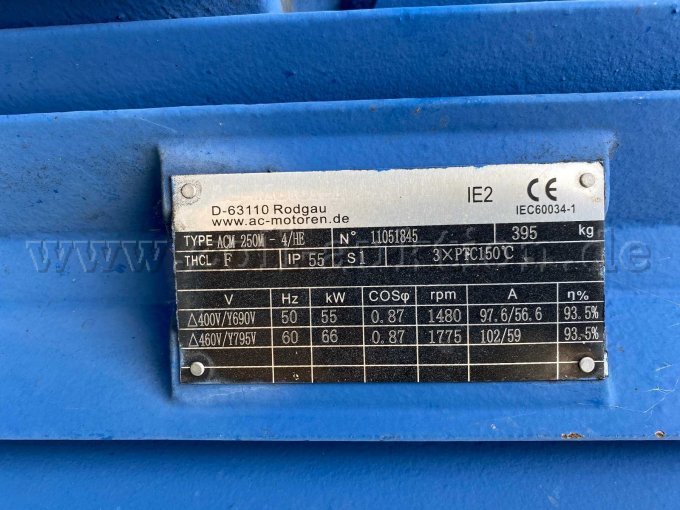 D-63110 Rodgau
www.ac-motoren.de
IE2 CE
IEC60034-1
TYPE ACM 250M - 4/HE N° 11051845 395 kg
THCL F IP 55 S1 3×PTC150℃
V Hz kW COSφ rpm A η%
△400V/Y690V 50 55 0.87 1480 97.6/56.6 93.5%
△460V/Y795V 60 66 0.87 1775 102/59 93.5%